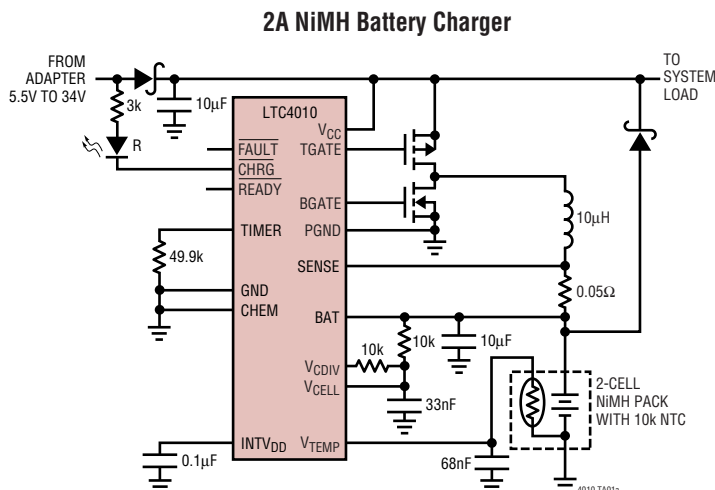 2A NiMH Battery Charger
FROM
ADAPTER
5.5V TO 34V
TO
SYSTEM
LOAD
3k
10µF
LTC4010
R
FAULT
CHRG
READY
VCC
TGATE
BGATE
PGND
10µH
TIMER
49.9k
SENSE
0.05Ω
GND
CHEM
BAT
10k
10k
10µF
VCDIV
VCELL
33nF
2-CELL
NiMH PACK
WITH 10k NTC
INTVDD
VTEMP
0.1µF
68nF
4010 TA01a